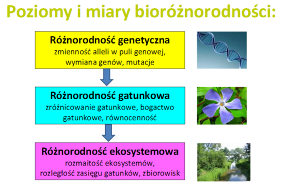 Poziomy i miary bioróżnorodności:
Różnorodność genetyczna
zmienność alleli w puli genowej,
wymiana genów, mutacje
Różnorodność gatunkowa
zróżnicowanie gatunkowe, bogactwo
gatunkowe, równocenność
Różnorodność ekosystemowa
rozmaitość ekosystemów,
rozległość zasięgu gatunków, zbiorowisk